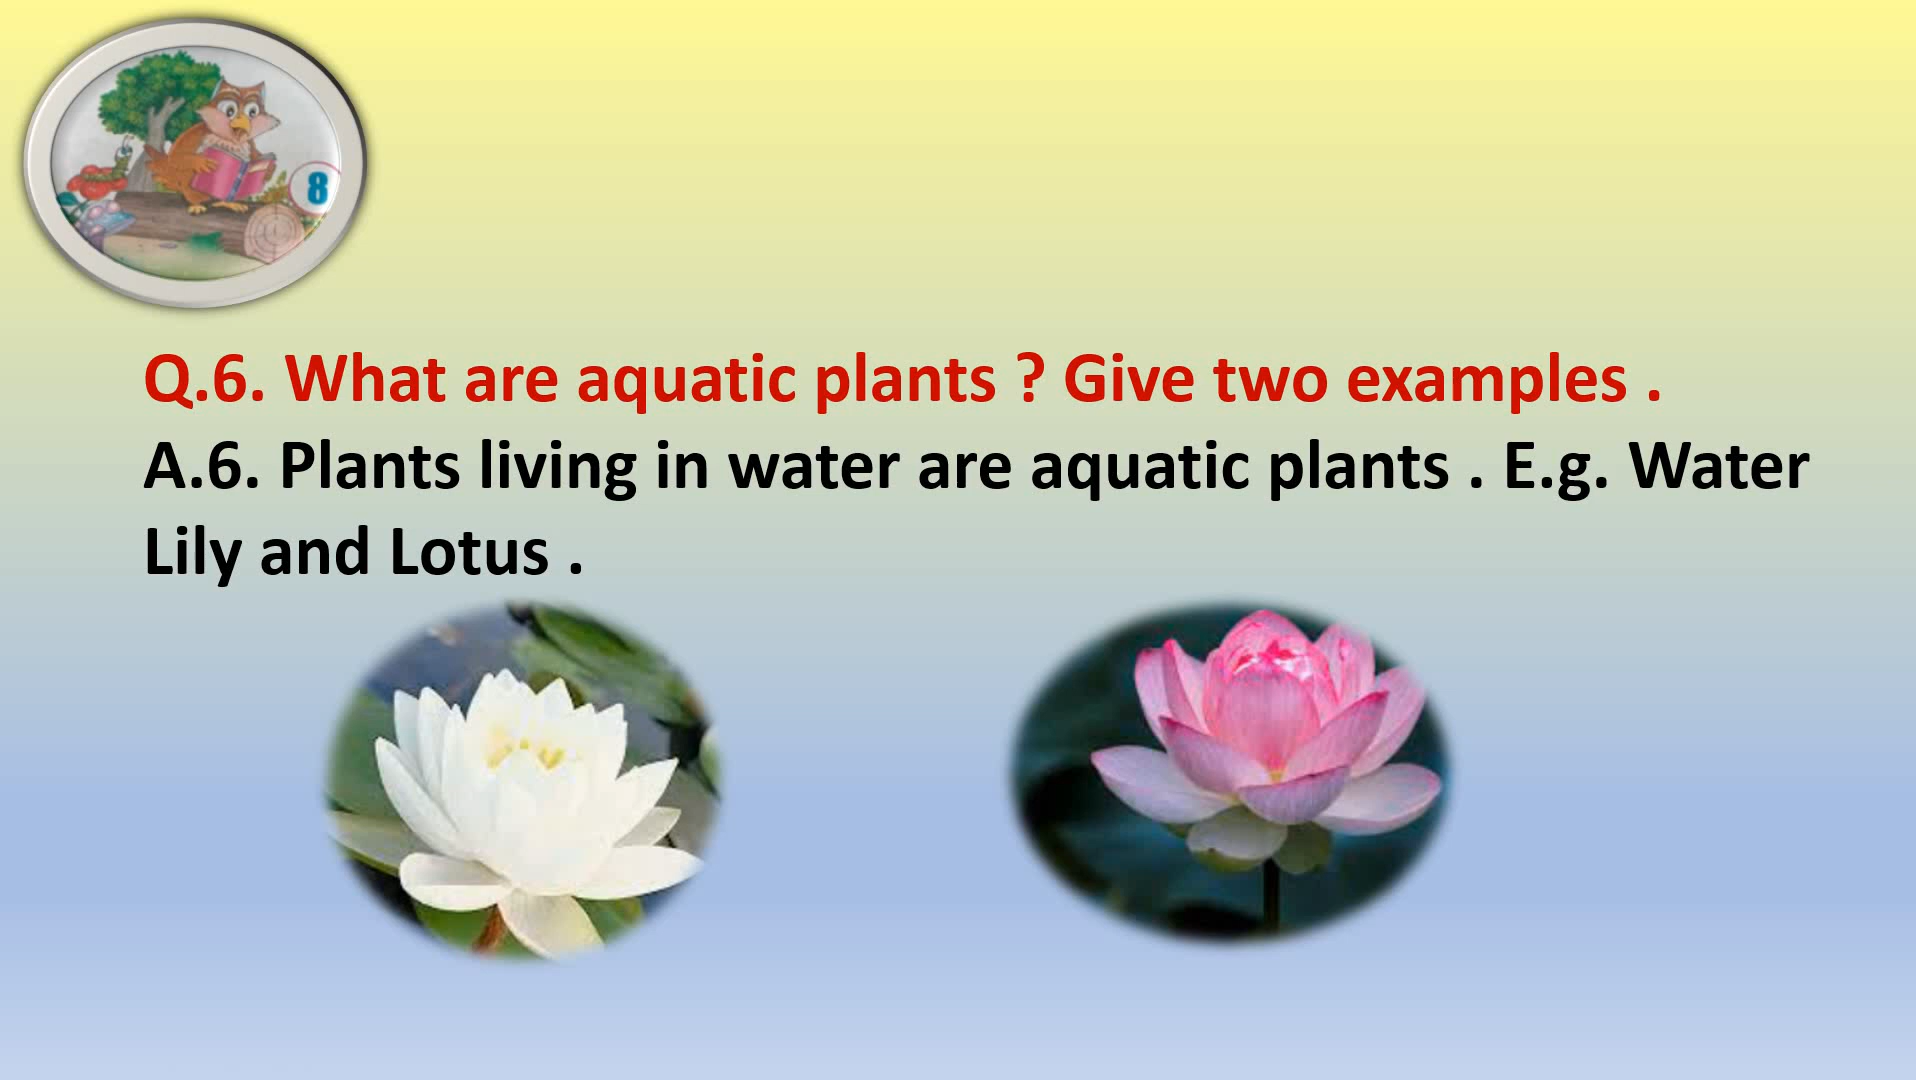 8
Q.6. What are aquatic plants ? Give two examples .
A.6. Plants living in water are aquatic plants . E.g. Water
Lily and Lotus .